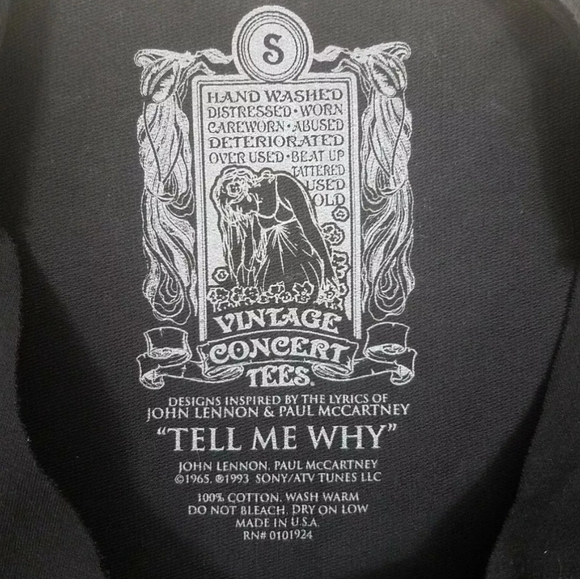 S
HAND WASHED
DISTRESSED • WORN
CAREWORN • ABUSED
DETERIORATED
OVER USED • BEAT UP
TATTERED
USED
OLD
VINTAGE
CONCERT
TEES.
DESIGNS INSPIRED BY THE LYRICS OF
JOHN LENNON & PAUL McCARTNEY
"TELL ME WHY"
JOHN LENNON, PAUL McCARTNEY
©1965, ®1993 SONY/ATV TUNES LLC
100% COTTON. WASH WARM
DO NOT BLEACH. DRY ON LOW
MADE IN U.S.A.
RN# 0101924